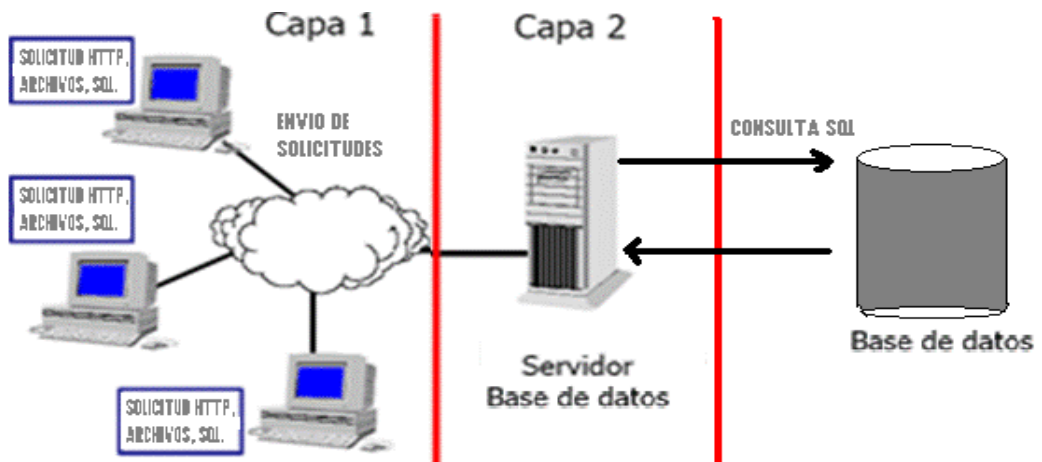 Capa 1
Capa 2
SOLICITUD HTTP,
ARCHIVOS, SQL.
ENVIO DE
SOLICITUDES
CONSULTA SQL
SOLICITUD HTTP,
ARCHIVOS, SQL.
Servidor
Base de datos
Base de datos
SOLICITUD HTTP,
ARCHIVOS, SQL.